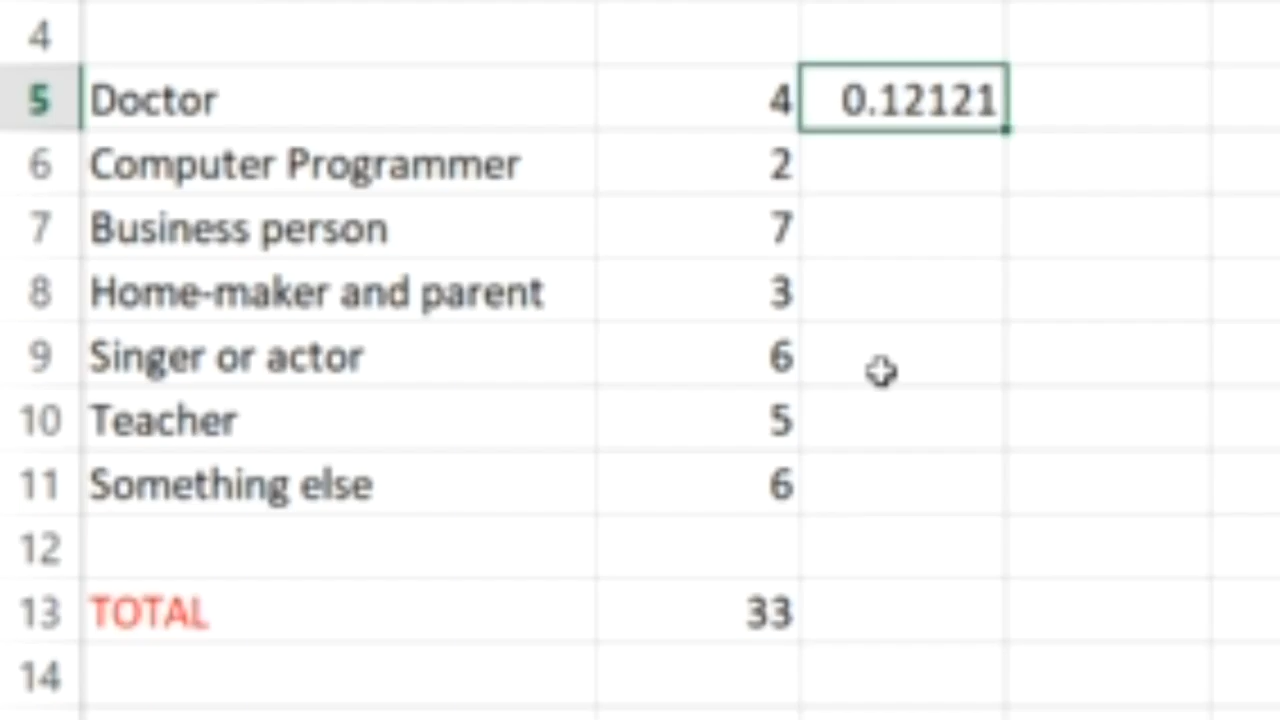 4
5 Doctor 4 0.12121
6 Computer Programmer 2
7 Business person 7
8 Home-maker and parent 3
9 Singer or actor 6
10 Teacher 5
11 Something else 6
12
13 TOTAL 33
14